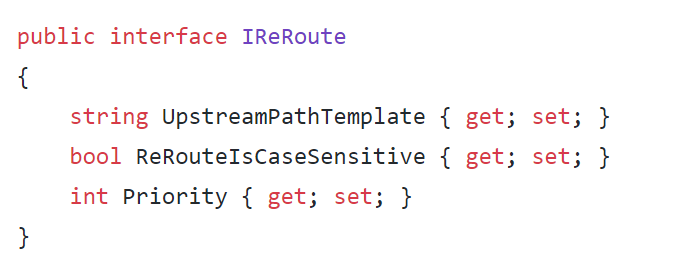 public interface IReRoute
{
    string UpstreamPathTemplate { get; set; }
    bool ReRouteIsCaseSensitive { get; set; }
    int Priority { get; set; }
}